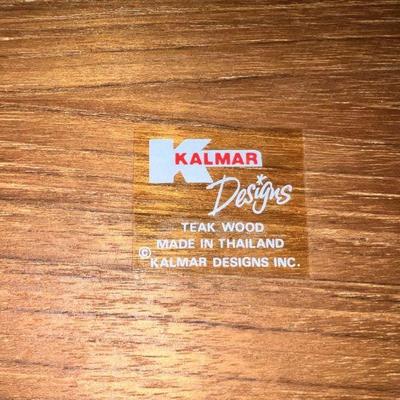 K KALMAR
Designs
TEAK WOOD
MADE IN THAILAND
© KALMAR DESIGNS INC.